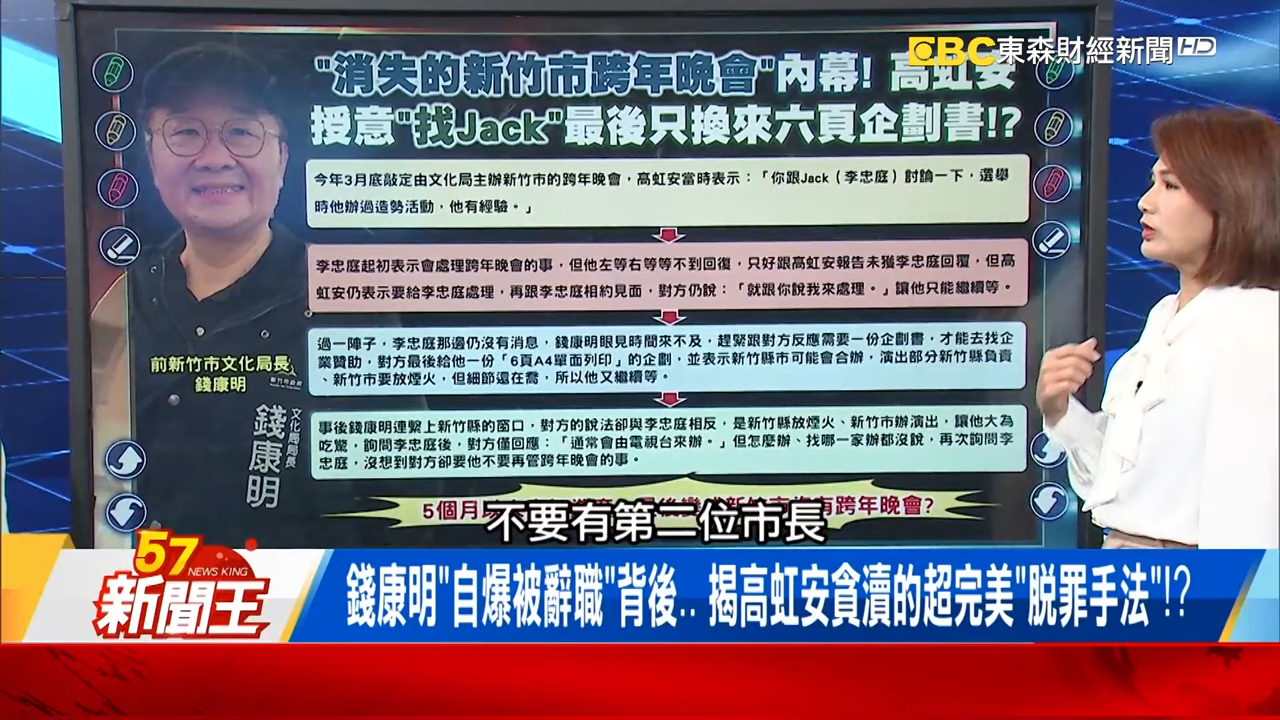 EBC 東森財經新聞 HD
"消失的新竹市跨年晚會"內幕! 高虹安
授意"找Jack"最後只換來六頁企劃書!?
今年3月底敲定由文化局主辦新竹市的跨年晚會，高虹安當時表示：「你跟Jack（李忠庭）討論一下，選舉
時他辦過造勢活動，他有經驗。」
李忠庭起初表示會處理跨年晚會的事，但他左等右等等不到回復，只好跟高虹安報告未獲李忠庭回覆，但高
虹安仍表示要給李忠庭處理，再跟李忠庭相約見面，對方仍說：「就跟你說我來處理。」讓他只能繼續等。
過一陣子，李忠庭那邊仍沒有消息，錢康明眼見時間來不及，趕緊跟對方反應需要一份企劃書，才能去找企
業贊助，對方最後給他一份「6頁A4單面列印」的企劃，並表示新竹縣市可能會合辦，演出部分新竹縣負責
、新竹市要放煙火，但細節還在喬，所以他又繼續等。
事後錢康明連繫上新竹縣的窗口，對方的說法卻與李忠庭相反，是新竹縣放煙火、新竹市辦演出，讓他大為
吃驚，詢問李忠庭後，對方僅回應：「通常會由電視台來辦。」但怎麼辦、找哪一家辦都沒說，再次詢問李
忠庭，沒想到對方卻要他不要再管跨年晚會的事。
前新竹市文化局長
錢康明
新竹市政府
文化局局長
錢康明
5個月 新竹市 有跨年晚會?
不要有第二位市長
57
NEWS KING
新聞王
錢康明"自爆被辭職"背後.. 揭高虹安貪瀆的超完美"脫罪手法"!?